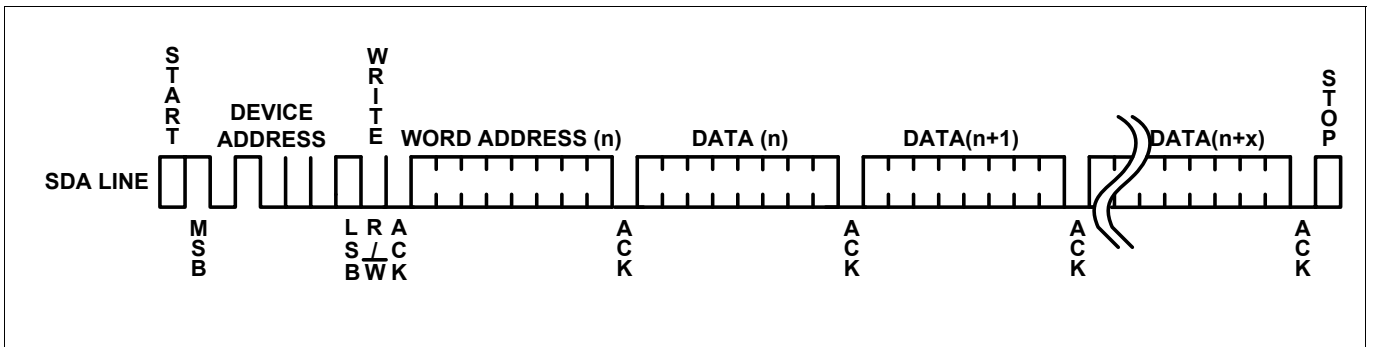 START
WRITE
STOP
DEVICE
ADDRESS
WORD ADDRESS (n)
DATA (n)
DATA(n+1)
DATA(n+x)
SDA LINE
MSB
LSB
R/W
ACK
ACK
ACK
ACK
ACK